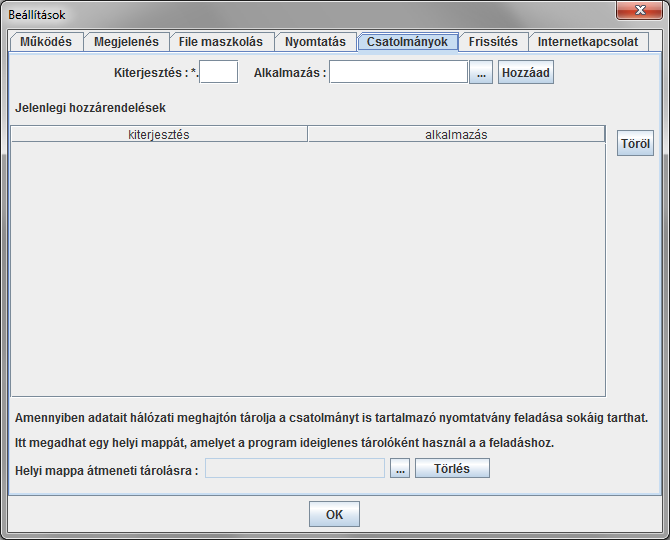 Beállítások
Működés Megjelenés File maszkolás Nyomtatás Csatolmányok Frissítés Internetkapcsolat
Kiterjesztés : *. Alkalmazás : ... Hozzáad
Jelenlegi hozzárendelések
kiterjesztés alkalmazás
Töröl
Amennyiben adatait hálózati meghajtón tárolja a csatolmányt is tartalmazó nyomtatvány feladása sokáig tarthat.
Itt megadhat egy helyi mappát, amelyet a program ideiglenes tárolóként használ a a feladáshoz.
Helyi mappa átmeneti tárolásra : ... Törlés
OK